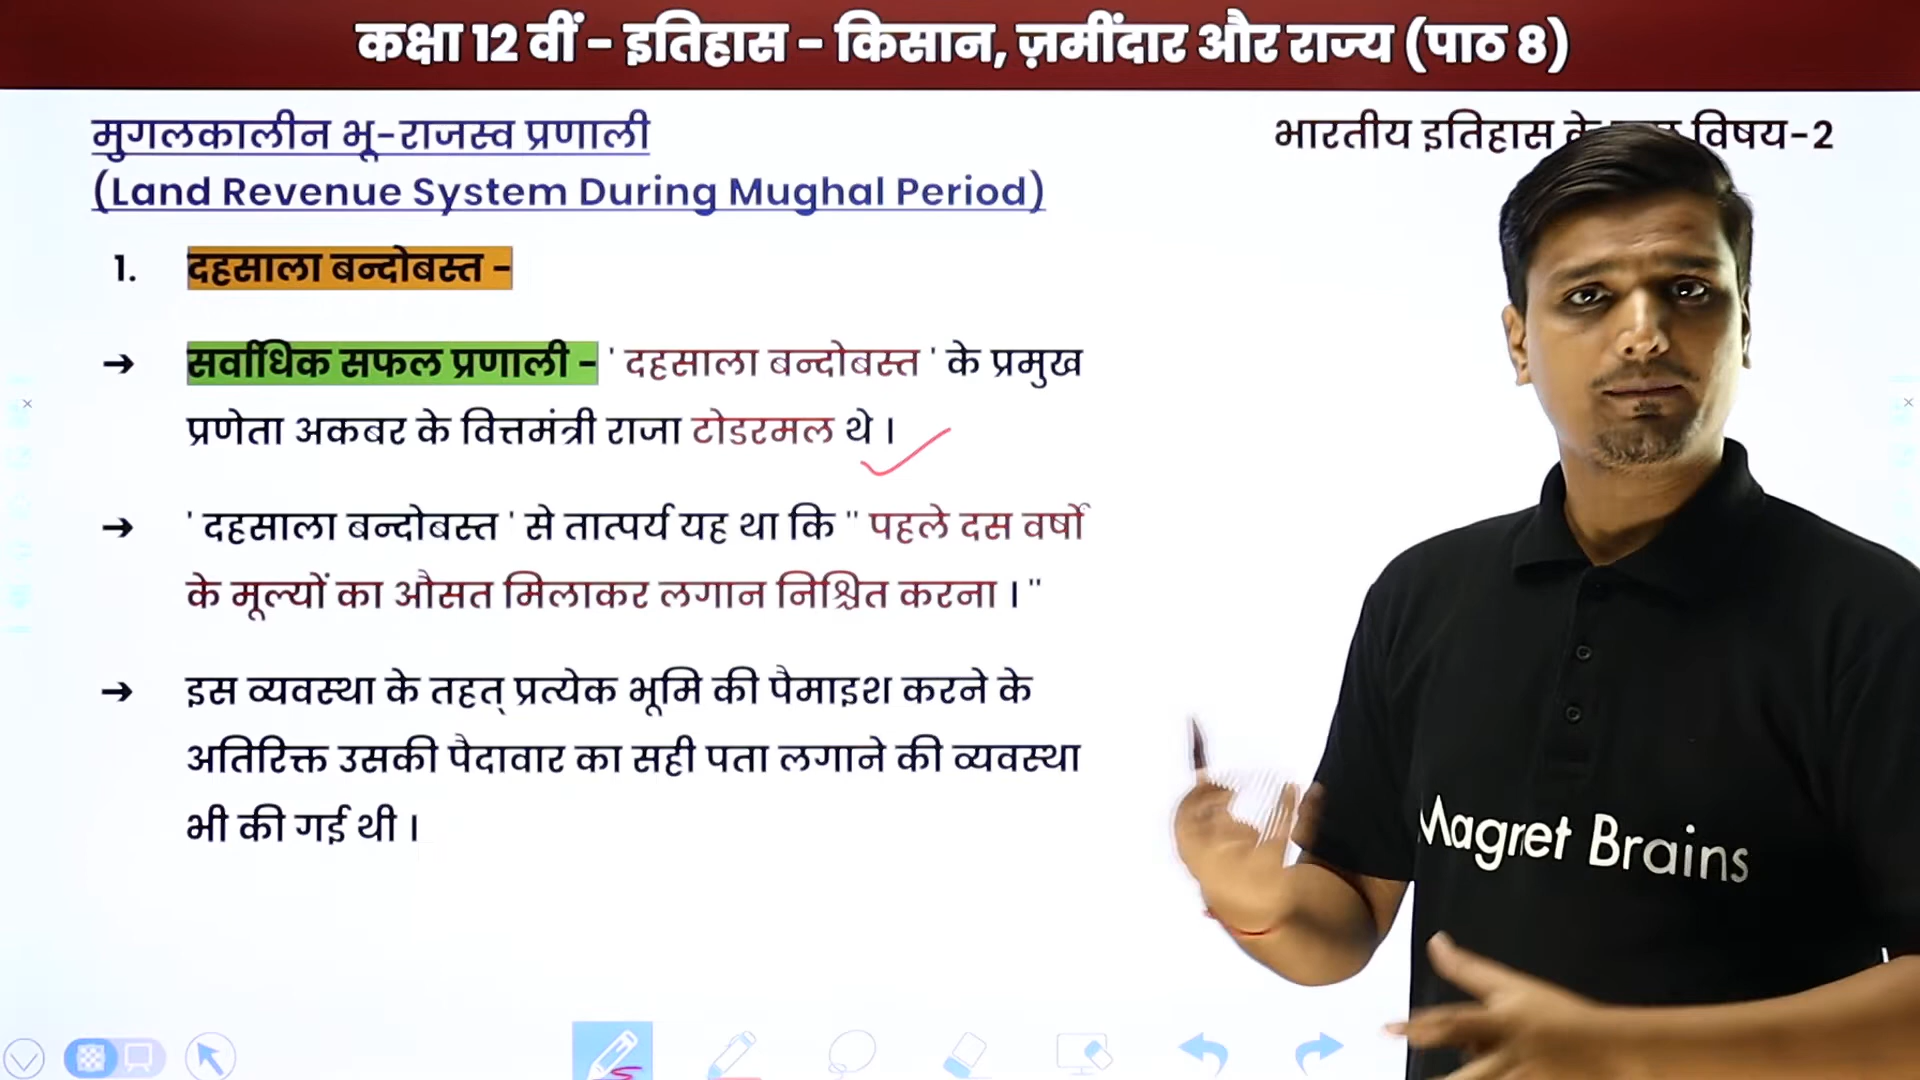 कक्षा 12 वीं - इतिहास - किसान, ज़मींदार और राज्य (पाठ 8)
मुगलकालीन भू-राजस्व प्रणाली
(Land Revenue System During Mughal Period)
भारतीय इतिहास के विषय-2
1. दहसाला बन्दोबस्त -
→ सर्वाधिक सफल प्रणाली - ' दहसाला बन्दोबस्त ' के प्रमुख
प्रणेता अकबर के वित्तमंत्री राजा टोडरमल थे ।
→ ' दहसाला बन्दोबस्त ' से तात्पर्य यह था कि " पहले दस वर्षो
के मूल्यों का औसत मिलाकर लगान निश्चित करना । "
→ इस व्यवस्था के तहत् प्रत्येक भूमि की पैमाइश करने के
अतिरिक्त उसकी पैदावार का सही पता लगाने की व्यवस्था
भी की गई थी ।
Magret Brains